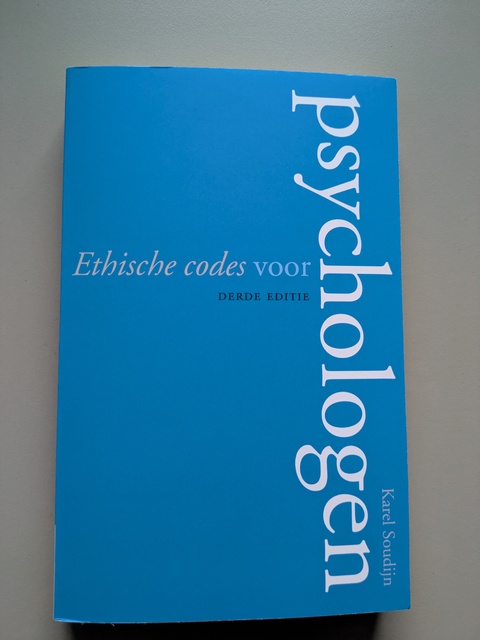 Ethische codes voor
psychologen
DERDE EDITIE
Karel Soudijn